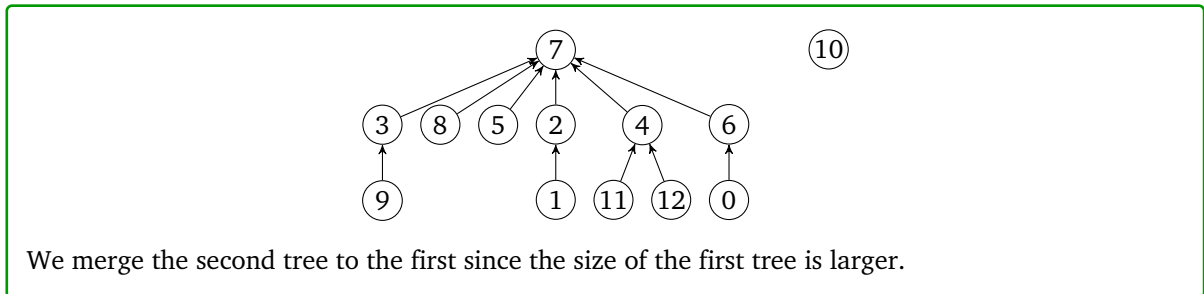 7 10
3 8 5 2 4 6
9 1 11 12 0
We merge the second tree to the first since the size of the first tree is larger.